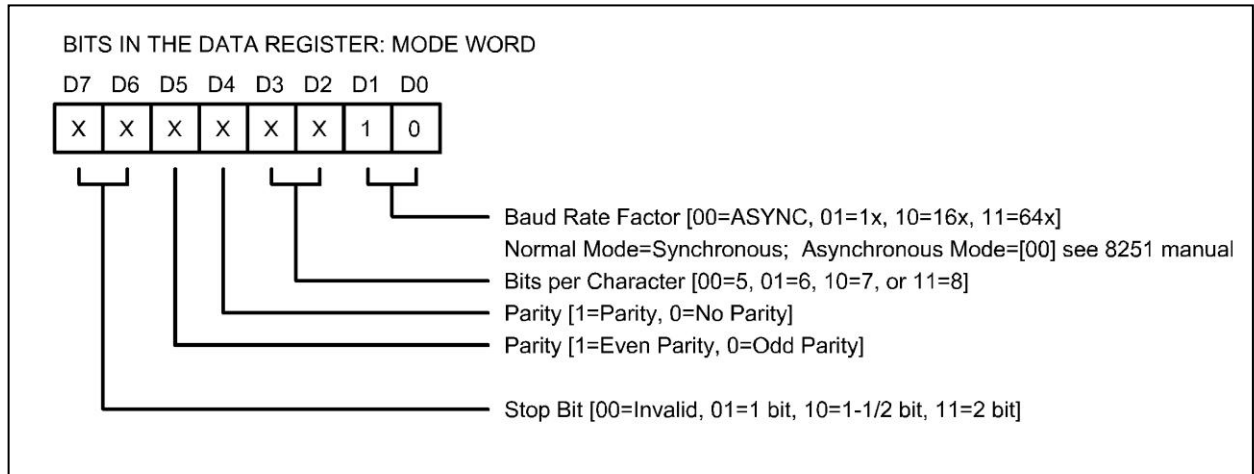 BITS IN THE DATA REGISTER: MODE WORD
D7 D6 D5 D4 D3 D2 D1 D0
X X X X X X 1 0
Baud Rate Factor [00=ASYNC, 01=1x, 10=16x, 11=64x]
Normal Mode=Synchronous; Asynchronous Mode=[00] see 8251 manual
Bits per Character [00=5, 01=6, 10=7, or 11=8]
Parity [1=Parity, 0=No Parity]
Parity [1=Even Parity, 0=Odd Parity]
Stop Bit [00=Invalid, 01=1 bit, 10=1-1/2 bit, 11=2 bit]